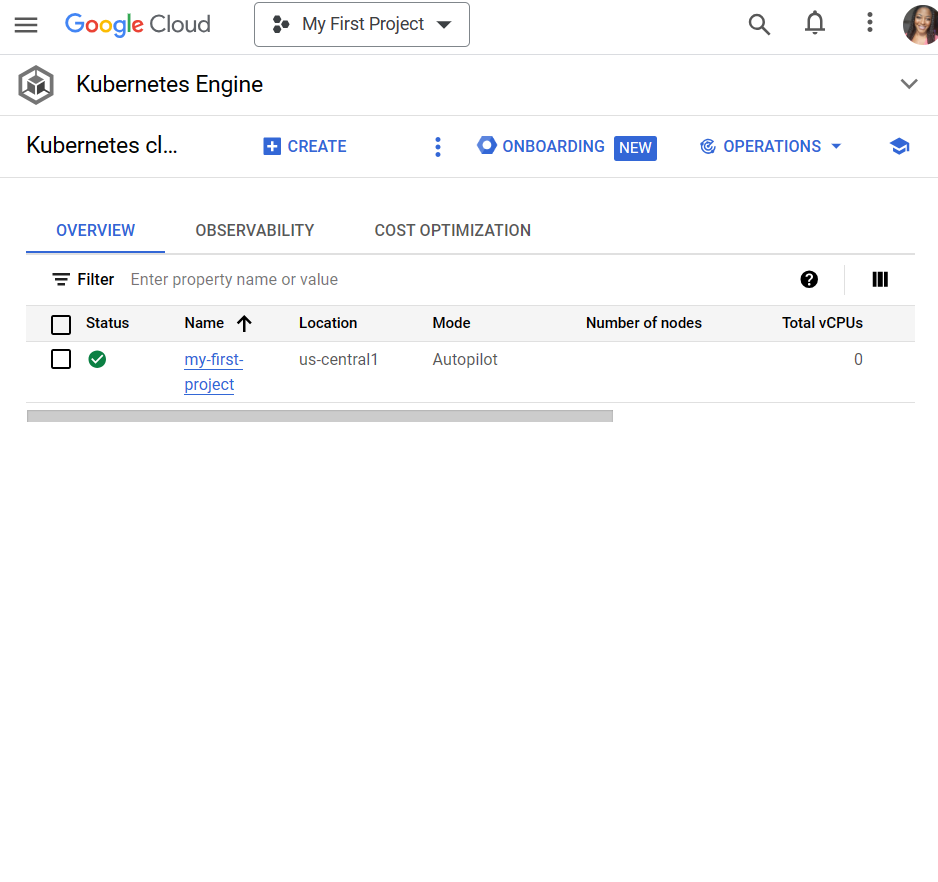 Google Cloud
My First Project
Kubernetes Engine
Kubernetes cl...
CREATE
ONBOARDING
NEW
OPERATIONS
OVERVIEW
OBSERVABILITY
COST OPTIMIZATION
Filter
Enter property name or value
Status Name Location Mode Number of nodes Total vCPUs
my-first- us-central1 Autopilot 0
project